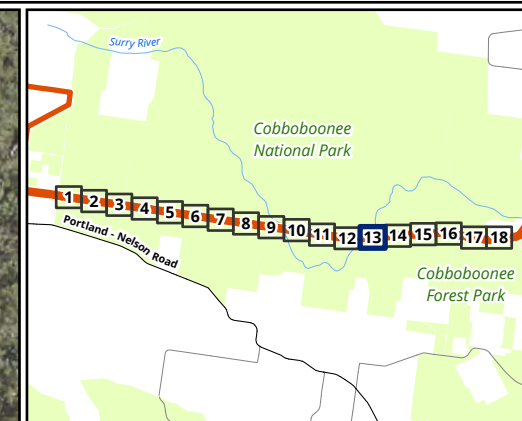 Surry River
Cobboboonee
National Park
1 2 3 4 5 6 7 8 9 10 11 12 13 14 15 16 17 18
Portland - Nelson Road
Cobboboonee
Forest Park